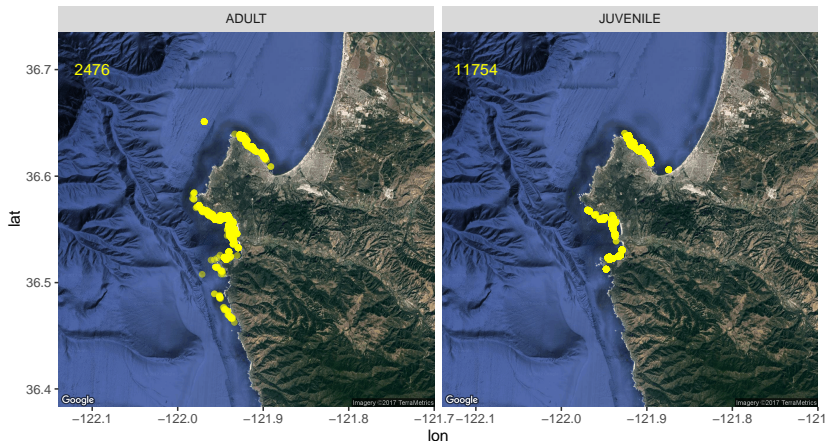 ADULT
JUVENILE
2476
11754
lat
36.7
36.6
36.5
36.4
Google
Imagery ©2017 TerraMetrics
Google
Imagery ©2017 TerraMetrics
−122.1
−122.0
−121.9
−121.8
−121.7
−122.1
−122.0
−121.9
−121.8
−121
lon